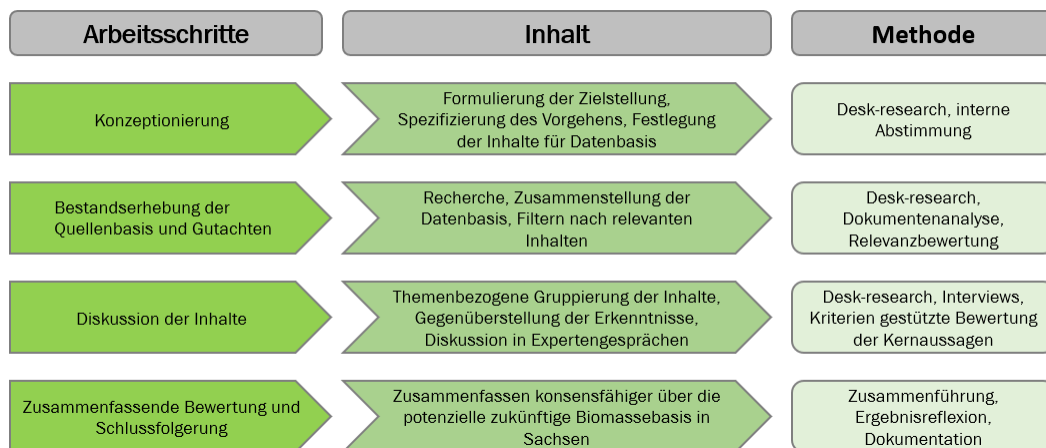 Arbeitsschritte
Inhalt
Methode
Konzeptionierung
Formulierung der Zielstellung,
Spezifizierung des Vorgehens, Festlegung
der Inhalte für Datenbasis
Desk-research, interne
Abstimmung
Bestandserhebung der
Quellenbasis und Gutachten
Recherche, Zusammenstellung der
Datenbasis, Filtern nach relevanten
Inhalten
Desk-research,
Dokumentenanalyse,
Relevanzbewertung
Diskussion der Inhalte
Themenbezogene Gruppierung der Inhalte,
Gegenüberstellung der Erkenntnisse,
Diskussion in Expertengesprächen
Desk-research, Interviews,
Kriterien gestützte Bewertung
der Kernaussagen
Zusammenfassende Bewertung und
Schlussfolgerung
Zusammenfassen konsensfähiger über die
potenzielle zukünftige Biomassebasis in
Sachsen
Zusammenführung,
Ergebnisreflexion,
Dokumentation